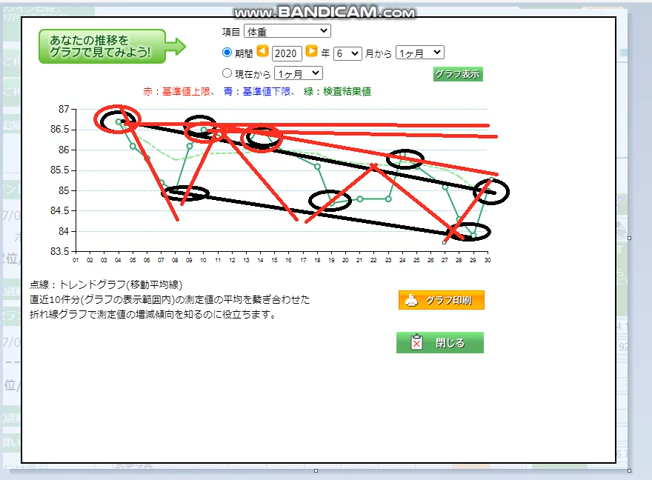 www.BANDICAM.com
あなたの推移を
グラフで見てみよう!
項目 体重
期間 2020 年 6 月から 1ヶ月
現在から 1ヶ月
グラフ表示
赤：基準値上限、 青：基準値下限、 緑：検査結果値
87
86.5
86
85.5
85
84.5
84
83.5
01 02 03 04 05 06 07 08 09 10 11 12 13 14 15 16 17 18 19 20 21 22 23 24 25 26 27 28 29 30
点線：トレンドグラフ(移動平均線)
直近10件分(グラフの表示範囲内)の測定値の平均を繋ぎ合わせた
折れ線グラフで測定値の増減傾向を知るのに役立ちます。
グラフ印刷
閉じる